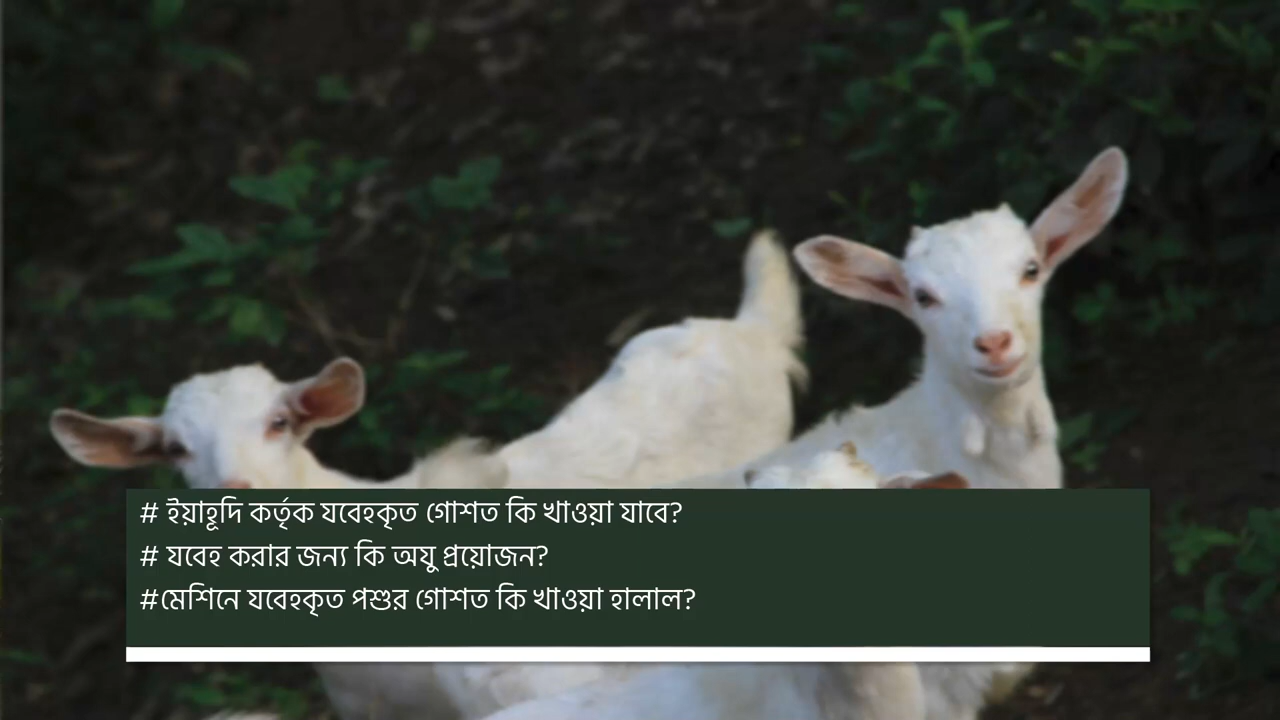 # ইয়াহূদি কর্তৃক যবেহকৃত গোশত কি খাওয়া যাবে?
# যবেহ করার জন্য কি অযু প্রয়োজন?
#মেশিনে যবেহকৃত পশুর গোশত কি খাওয়া হালাল?